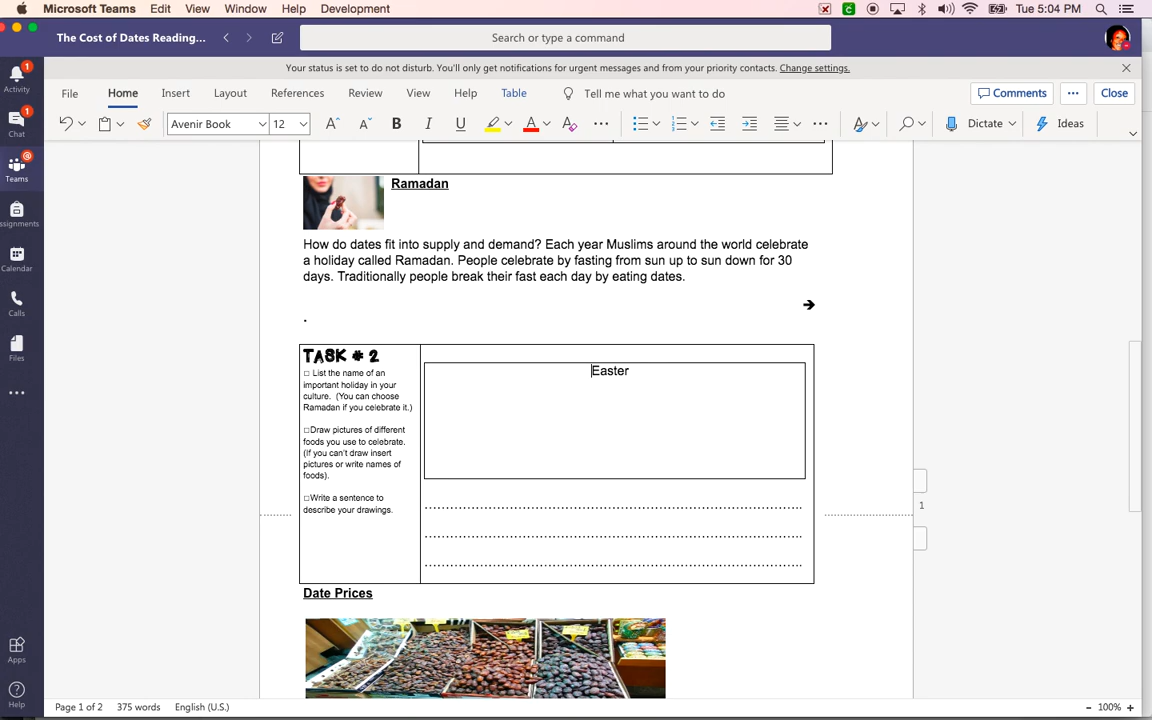 Microsoft Teams Edit View Window Help Development Tue 5:04 PM
The Cost of Dates Reading... Search or type a command
Your status is set to do not disturb. You'll only get notifications for urgent messages and from your priority contacts. Change settings.
File Home Insert Layout References Review View Help Table Tell me what you want to do Comments ... Close
Avenir Book 12 A A B I U A ... Dictate Ideas
Activity 1
Chat 1
Teams @
ssignments
Calendar
Calls
Files
Apps
Help
Ramadan
How do dates fit into supply and demand? Each year Muslims around the world celebrate
a holiday called Ramadan. People celebrate by fasting from sun up to sun down for 30
days. Traditionally people break their fast each day by eating dates.
.
TASK # 2
□ List the name of an
important holiday in your
culture. (You can choose
Ramadan if you celebrate it.)
□Draw pictures of different
foods you use to celebrate.
(If you can't draw insert
pictures or write names of
foods).
□Write a sentence to
describe your drawings.
Easter
1
Date Prices
Page 1 of 2 375 words English (U.S.) - 100% +